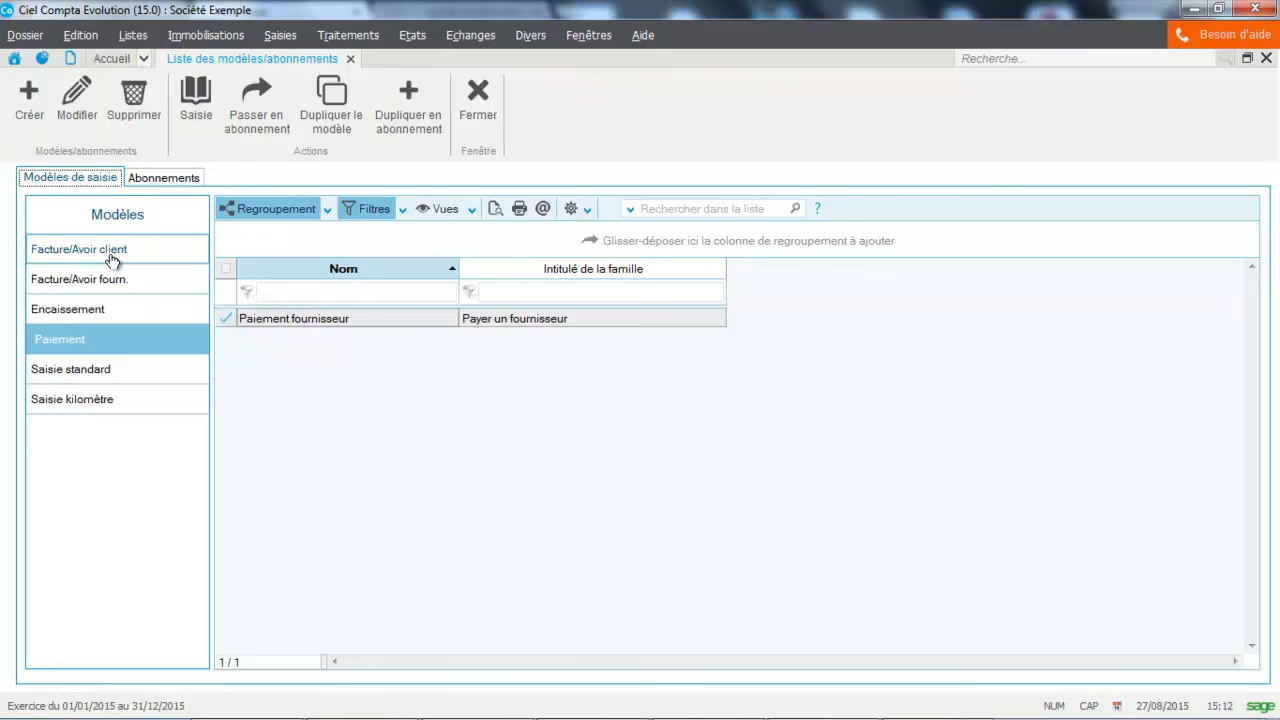 Co Ciel Compta Evolution (15.0) : Société Exemple
Dossier Edition Listes Immobilisations Saisies Traitements Etats Echanges Divers Fenêtres Aide Besoin d'aide
Accueil Liste des modèles/abonnements Recherche...
Créer Modifier Supprimer Saisie Passer en abonnement Dupliquer le modèle Dupliquer en abonnement Fermer
Modèles/abonnements Actions Fenêtre
Modèles de saisie Abonnements
Modèles
Facture/Avoir client
Facture/Avoir fourn.
Encaissement
Paiement
Saisie standard
Saisie kilomètre
Regroupement Filtres Vues @ Rechercher dans la liste ?
Glisser-déposer ici la colonne de regroupement à ajouter
Nom Intitulé de la famille
Paiement fournisseur Payer un fournisseur
1 / 1
Exercice du 01/01/2015 au 31/12/2015 NUM CAP 27/08/2015 15:12 sage